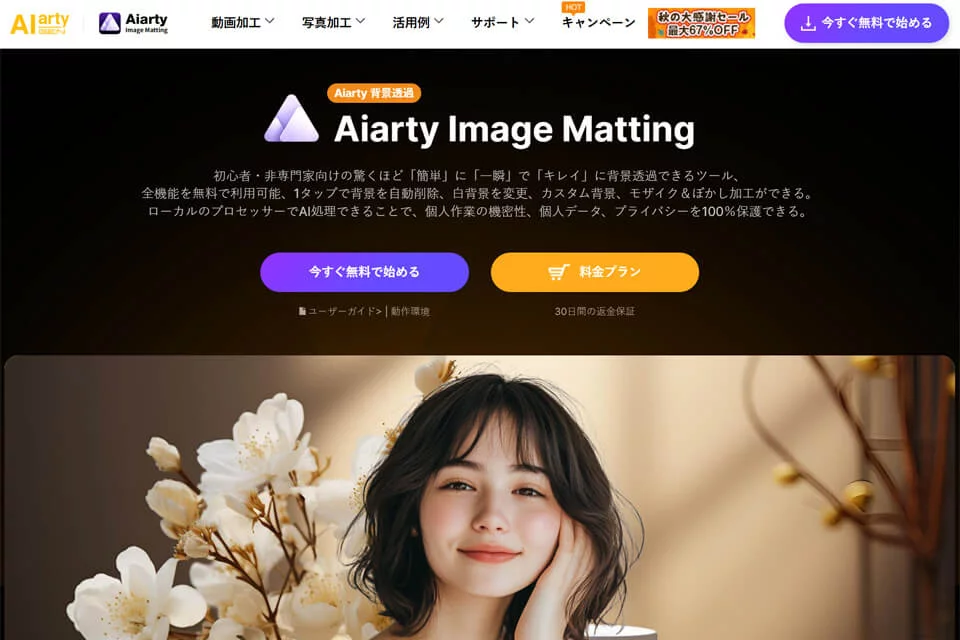 AIarty
Aiarty
Image Matting
動画加工
写真加工
活用例
サポート
HOT
キャンペーン
秋の大感謝セール
最大67%OFF
今すぐ無料で始める
Aiarty 背景透過
Aiarty Image Matting
初心者・非専門家向けの驚くほど「簡単」に「一瞬」で「キレイ」に背景透過できるツール、
全機能を無料で利用可能、1タップで背景を自動削除、白背景を変更、カスタム背景、モザイク＆ぼかし加工ができる。
ローカルのプロセッサーでAI処理できることで、個人作業の機密性、個人データ、プライバシーを100％保護できる。
今すぐ無料で始める
料金プラン
ユーザーガイド> | 動作環境
30日間の返金保証